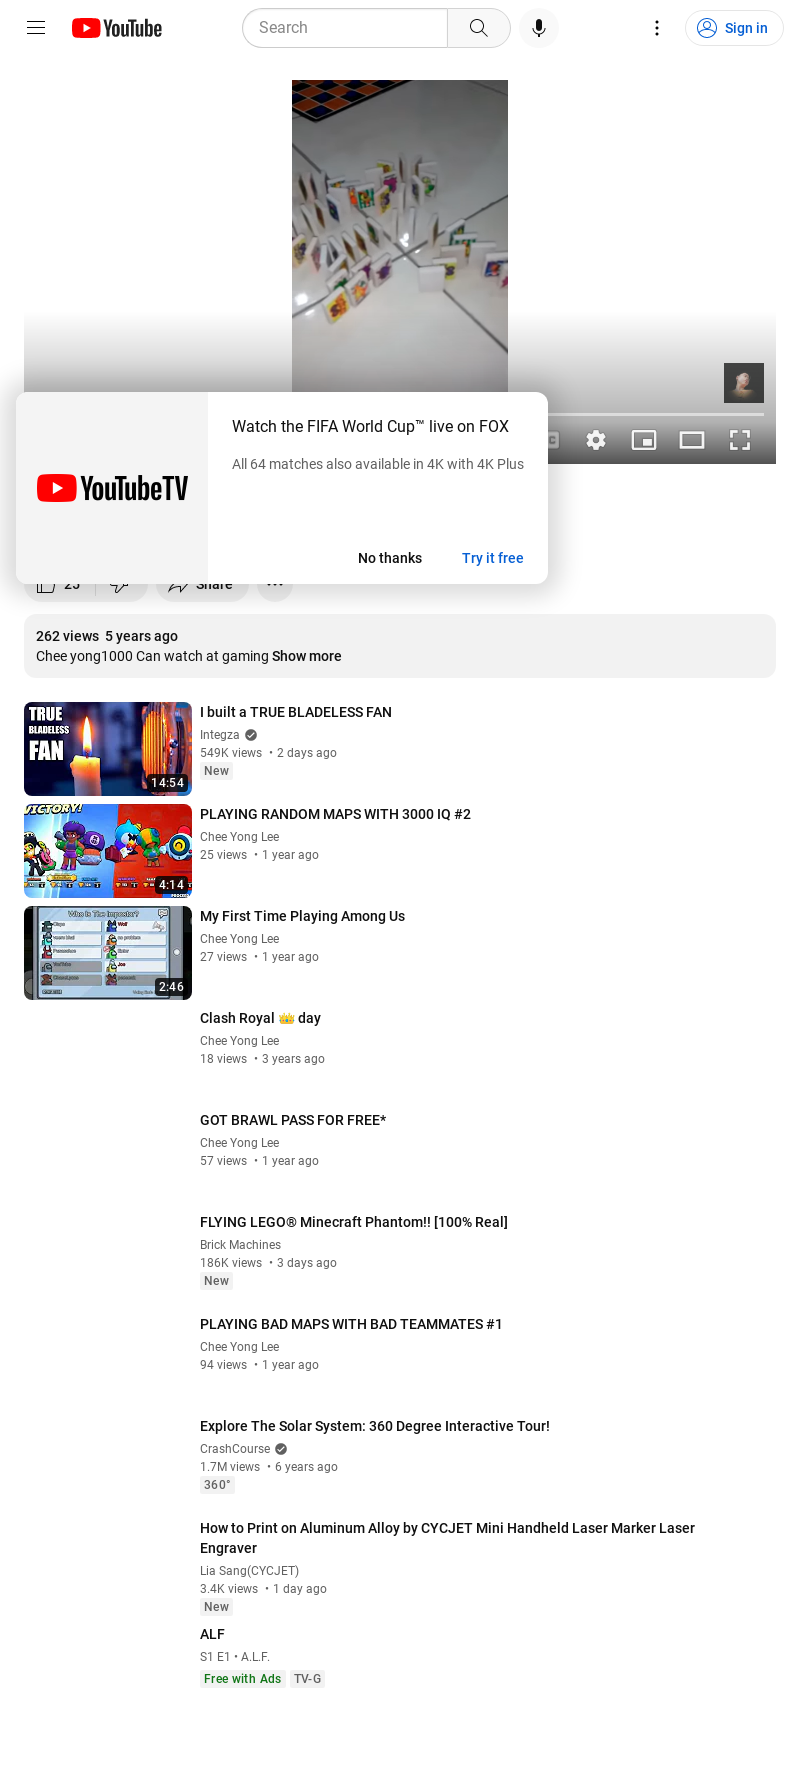 YouTube
Search
Sign in
Watch the FIFA World Cup™ live on FOX
All 64 matches also available in 4K with 4K Plus
YouTubeTV
No thanks
Try it free
25
Share
262 views 5 years ago
Chee yong1000 Can watch at gaming Show more
TRUE
BLADELESS
FAN
14:54
I built a TRUE BLADELESS FAN
Integza
549K views • 2 days ago
New
VICTORY!
4:14
PLAYING RANDOM MAPS WITH 3000 IQ #2
Chee Yong Lee
25 views • 1 year ago
Who Is The Impostor?
2:46
My First Time Playing Among Us
Chee Yong Lee
27 views • 1 year ago
Clash Royal 👑 day
Chee Yong Lee
18 views • 3 years ago
GOT BRAWL PASS FOR FREE*
Chee Yong Lee
57 views • 1 year ago
FLYING LEGO® Minecraft Phantom!! [100% Real]
Brick Machines
186K views • 3 days ago
New
PLAYING BAD MAPS WITH BAD TEAMMATES #1
Chee Yong Lee
94 views • 1 year ago
Explore The Solar System: 360 Degree Interactive Tour!
CrashCourse
1.7M views • 6 years ago
360°
How to Print on Aluminum Alloy by CYCJET Mini Handheld Laser Marker Laser
Engraver
Lia Sang(CYCJET)
3.4K views • 1 day ago
New
ALF
S1 E1 • A.L.F.
Free with Ads TV-G